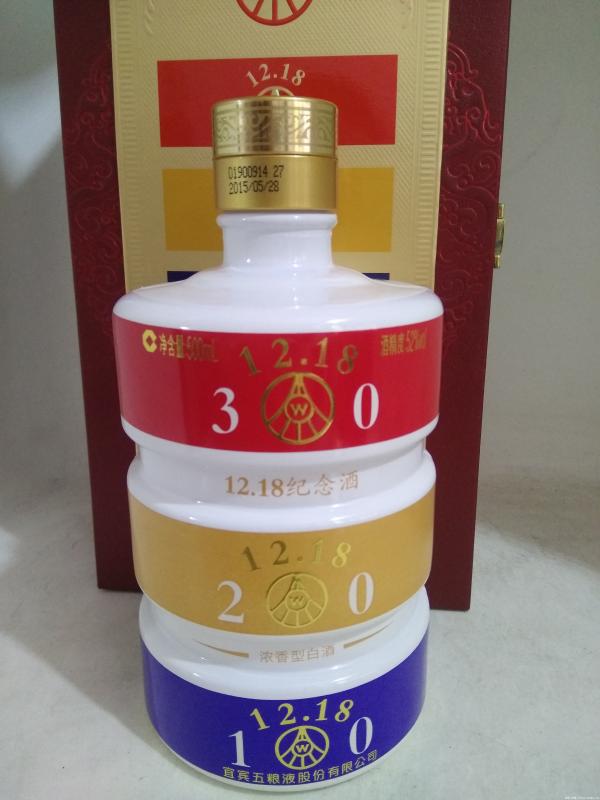 12.18
01900914 27
2015/05/28
净含量:500mL
酒精度:52%vol
12.18
3 W 0
12.18纪念酒
12.18
2 W 0
浓香型白酒
12.18
1 W 0
宜宾五粮液股份有限公司